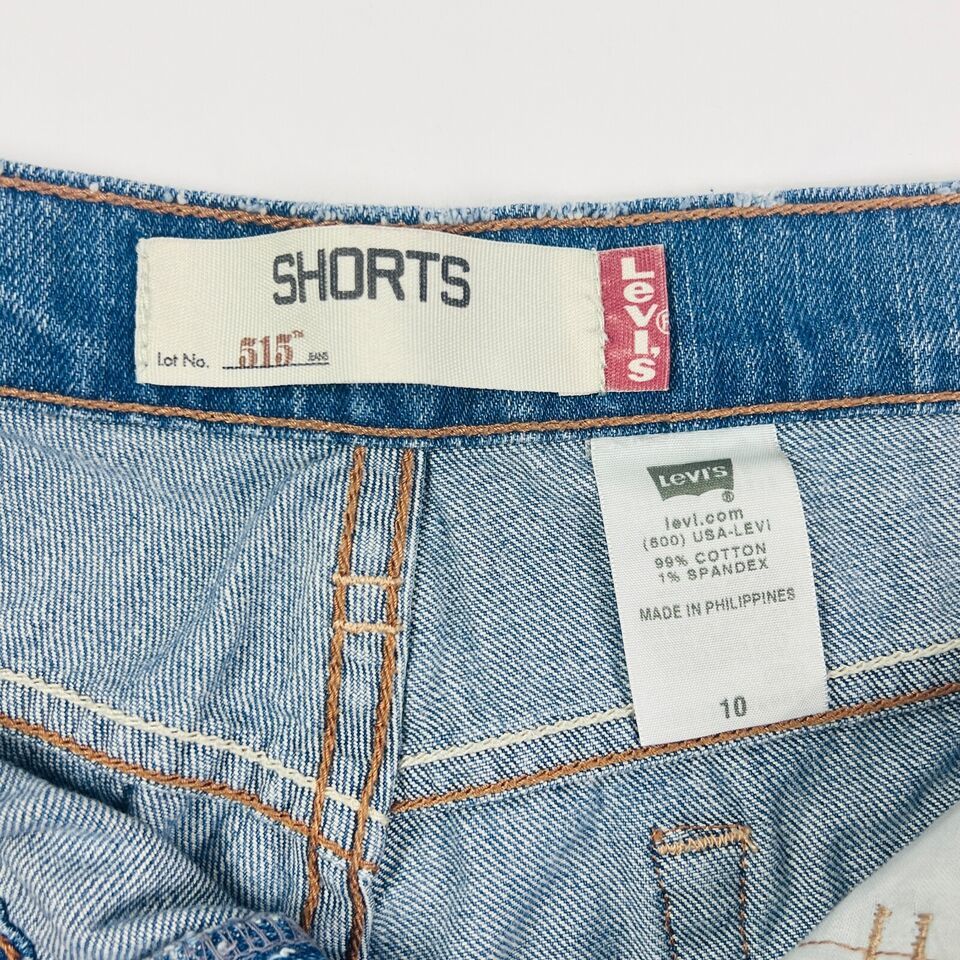 SHORTS
Lot No. 515™ JEANS
LeVI'S®
LEVI'S®
levi.com
(800) USA-LEVI
99% COTTON
1% SPANDEX
MADE IN PHILIPPINES
10